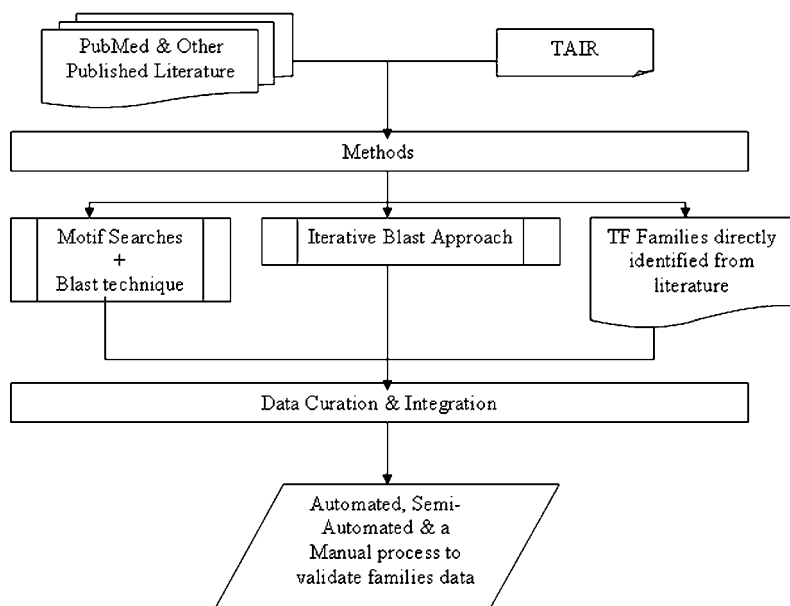 PubMed & Other
Published Literature
TAIR
Methods
Motif Searches
+
Blast technique
Iterative Blast Approach
TF Families directly
identified from
literature
Data Curation & Integration
Automated, Semi-
Automated & a
Manual process to
validate families data